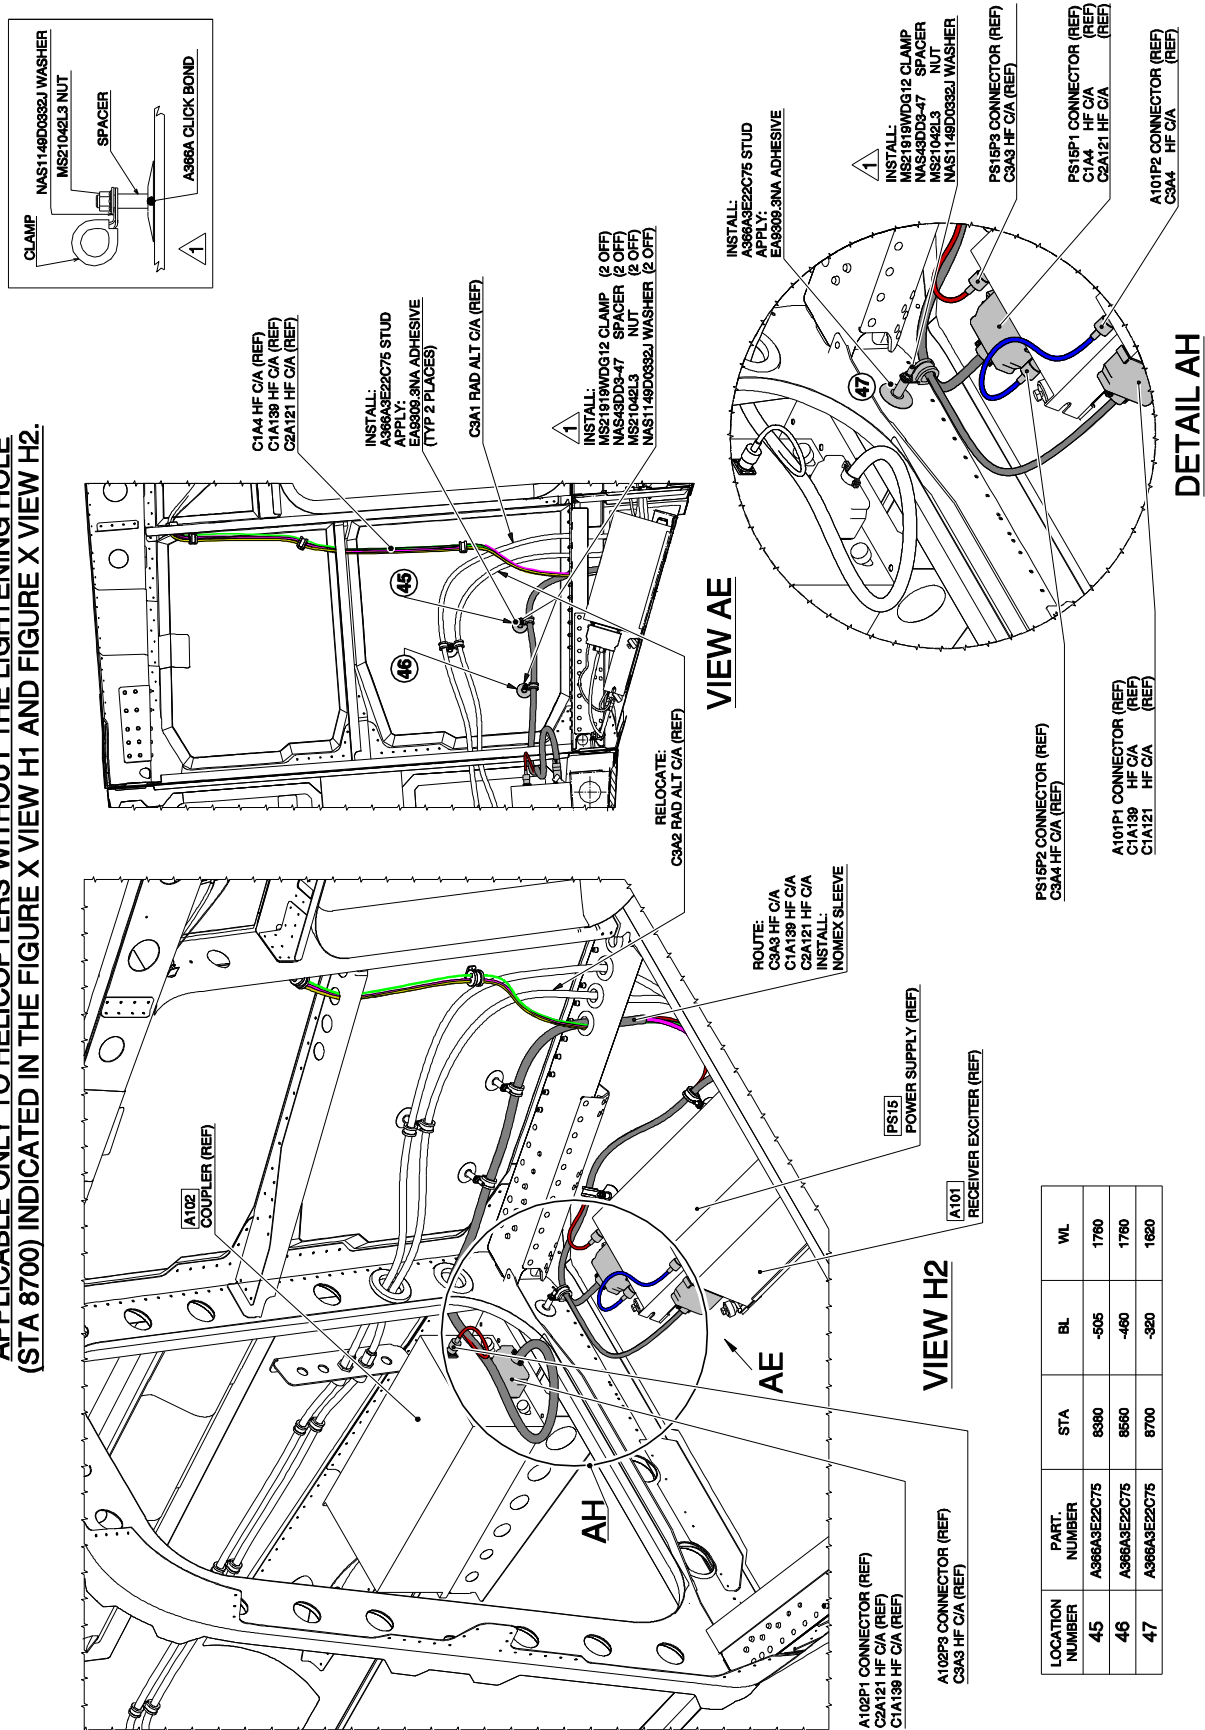 APPLICABLE ONLY TO HELICOPTERS WITHOUT THE LIGHTENING HOLE
(STA 8700) INDICATED IN THE FIGURE X VIEW H1 AND FIGURE X VIEW H2.
CLAMP
NAS1149D0332J WASHER
MS21042L3 NUT
SPACER
A366A CLICK BOND
1
C1A4 HF C/A (REF)
C1A139 HF C/A (REF)
C2A121 HF C/A (REF)
INSTALL:
A366A3E22C75 STUD
APPLY:
EA9309.3NA ADHESIVE
(TYP 2 PLACES)
C3A1 RAD ALT C/A (REF)
1
INSTALL:
MS21919WDG12 CLAMP (2 OFF)
NAS43DD3-47 SPACER (2 OFF)
MS21042L3 NUT (2 OFF)
NAS1149D0332J WASHER (2 OFF)
45
46
RELOCATE:
C3A2 RAD ALT C/A (REF)
VIEW AE
A102
COUPLER (REF)
ROUTE:
C3A3 HF C/A
C1A139 HF C/A
C2A121 HF C/A
INSTALL:
NOMEX SLEEVE
PS15
POWER SUPPLY (REF)
A101
RECEIVER EXCITER (REF)
AH
AE
VIEW H2
A102P1 CONNECTOR (REF)
C2A121 HF C/A (REF)
C1A139 HF C/A (REF)
A102P3 CONNECTOR (REF)
C3A3 HF C/A (REF)
INSTALL:
A366A3E22C75 STUD
APPLY:
EA9309.3NA ADHESIVE
1
INSTALL:
MS21919WDG12 CLAMP
NAS43DD3-47 SPACER
MS21042L3 NUT
NAS1149D0332J WASHER
PS15P3 CONNECTOR (REF)
C3A3 HF C/A (REF)
PS15P1 CONNECTOR (REF)
C1A4 HF C/A (REF)
C2A121 HF C/A (REF)
A101P2 CONNECTOR (REF)
C3A4 HF C/A (REF)
47
PS15P2 CONNECTOR (REF)
C3A4 HF C/A (REF)
A101P1 CONNECTOR (REF)
C1A139 HF C/A (REF)
C1A121 HF C/A (REF)
DETAIL AH
LOCATION NUMBER PART. NUMBER STA BL WL
45 A366A3E22C75 8380 -505 1760
46 A366A3E22C75 8560 -460 1760
47 A366A3E22C75 8700 -320 1620